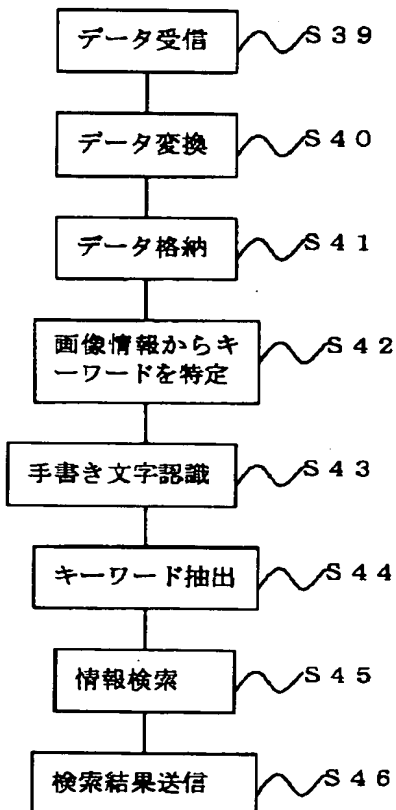 データ受信 S39
データ変換 S40
データ格納 S41
画像情報からキ
ーワードを特定 S42
手書き文字認識 S43
キーワード抽出 S44
情報検索 S45
検索結果送信 S46